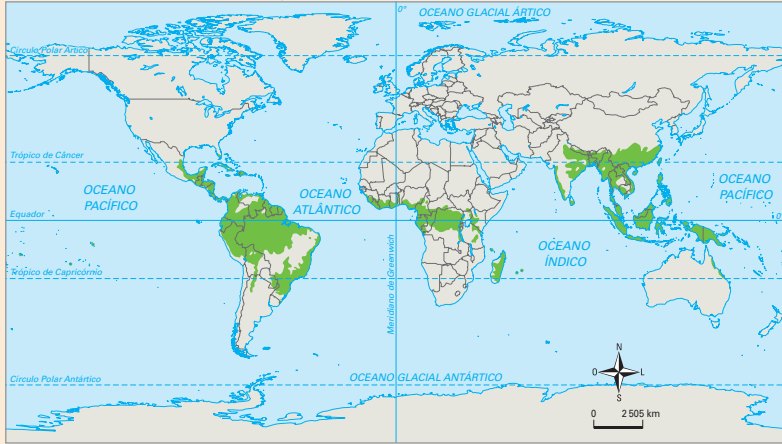 0°
OCEANO GLACIAL ÁRTICO
Círculo Polar Ártico
Trópico de Câncer
OCEANO
PACÍFICO
OCEANO
ATLÂNTICO
OCEANO
PACÍFICO
Equador
0°
OCEANO
ÍNDICO
Meridiano de Greenwich
Trópico de Capricórnio
N
O
L
S
Círculo Polar Antártico
OCEANO GLACIAL ANTÁRTICO
0
2 505 km